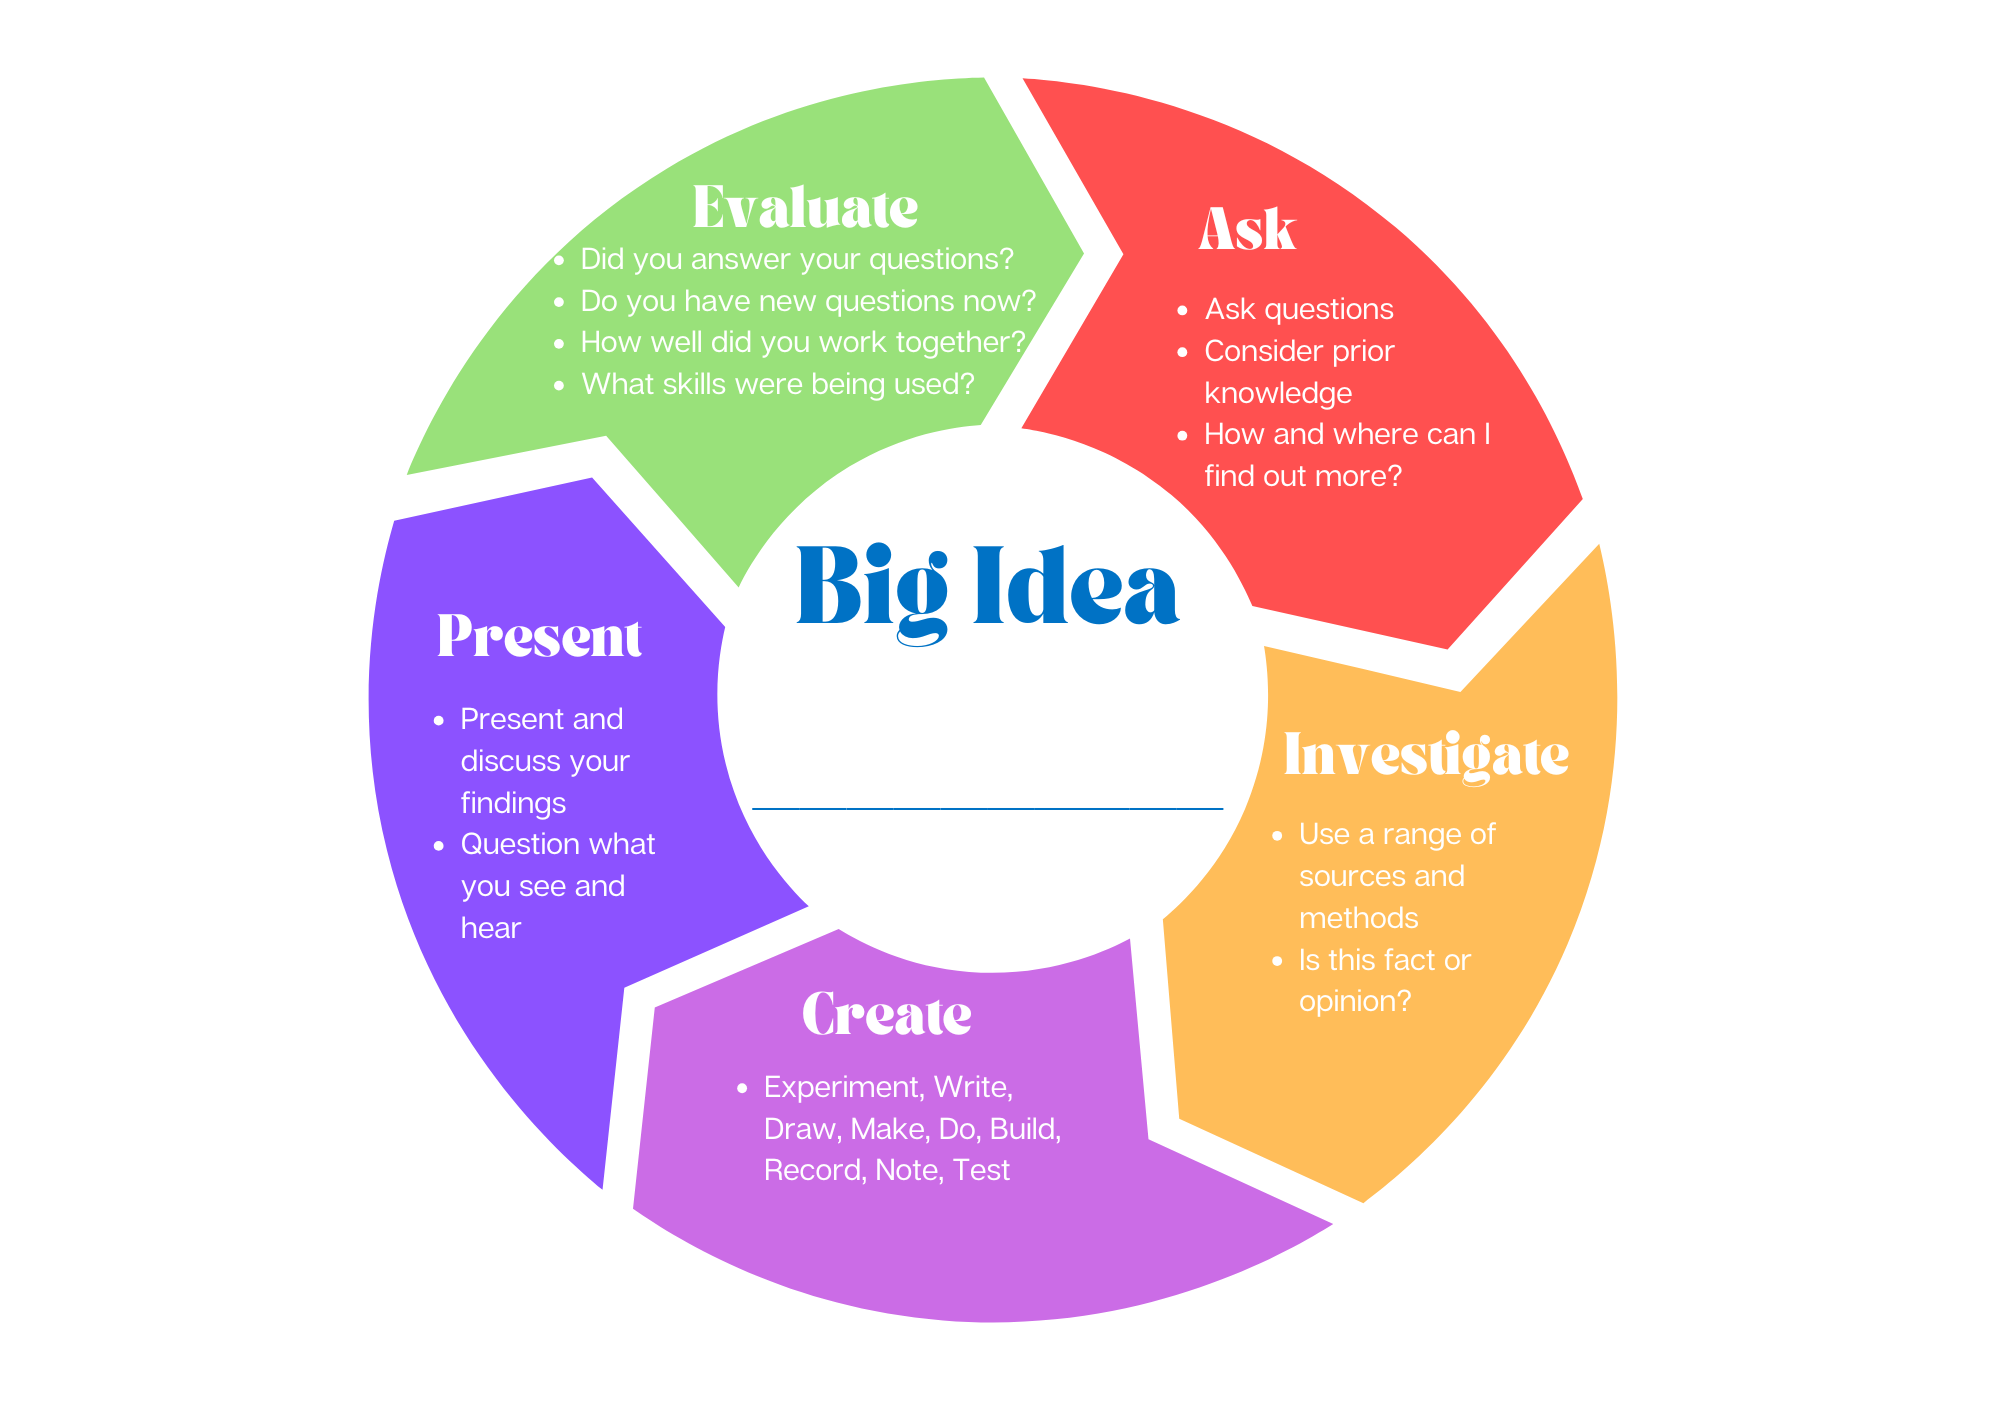 Evaluate
• Did you answer your questions?
• Do you have new questions now?
• How well did you work together?
• What skills were being used?
Ask
• Ask questions
• Consider prior
knowledge
• How and where can I
find out more?
Big Idea
Investigate
• Use a range of
sources and
methods
• Is this fact or
opinion?
Create
• Experiment, Write,
Draw, Make, Do, Build,
Record, Note, Test
Present
• Present and
discuss your
findings
• Question what
you see and
hear